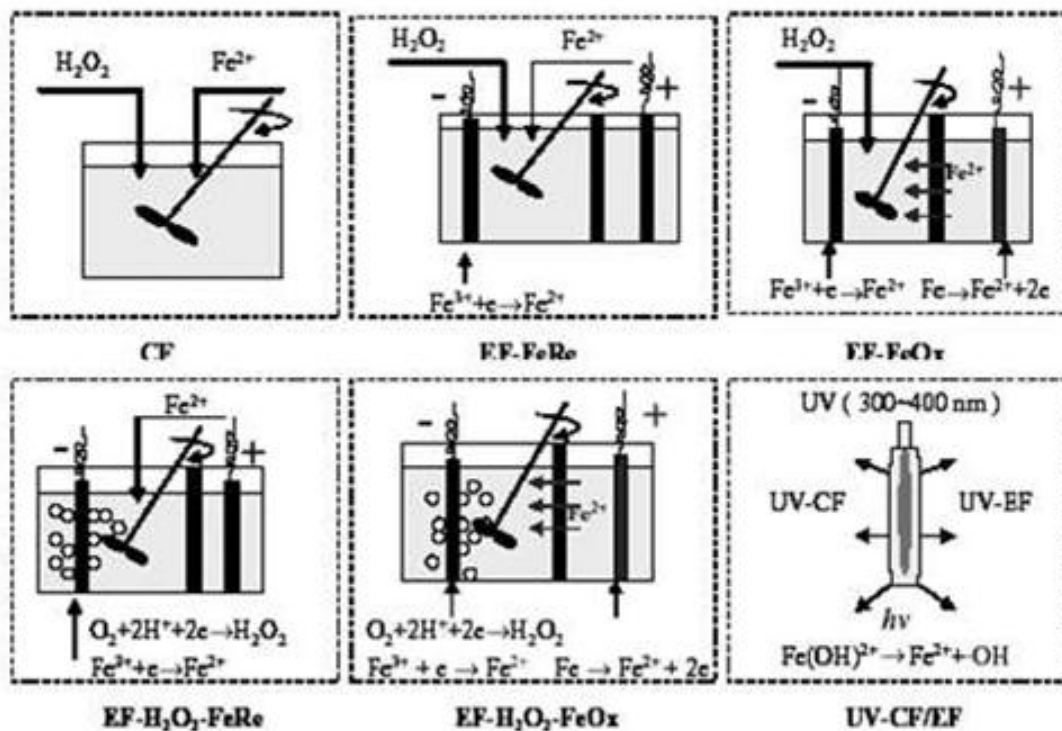 H₂O₂ Fe²⁺
CF
H₂O₂ Fe²⁺
- +
Fe³⁺+e→Fe²⁺
EF-FeRe
H₂O₂
- +
Fe²⁺
Fe³⁺+e→Fe²⁺ Fe→Fe²⁺+2e
EF-FeOx
Fe²⁺
- +
O₂+2H⁺+2e→H₂O₂
Fe³⁺+e→Fe²⁺
EF-H₂O₂-FeRe
- +
Fe²⁺
O₂+2H⁺+2e→H₂O₂
Fe³⁺ + e → Fe²⁺ Fe → Fe²⁺ + 2e
EF-H₂O₂-FeOx
UV ( 300~400 nm )
UV-CF UV-EF
hν
Fe(OH)²⁺→Fe²⁺+·OH
UV-CF/EF